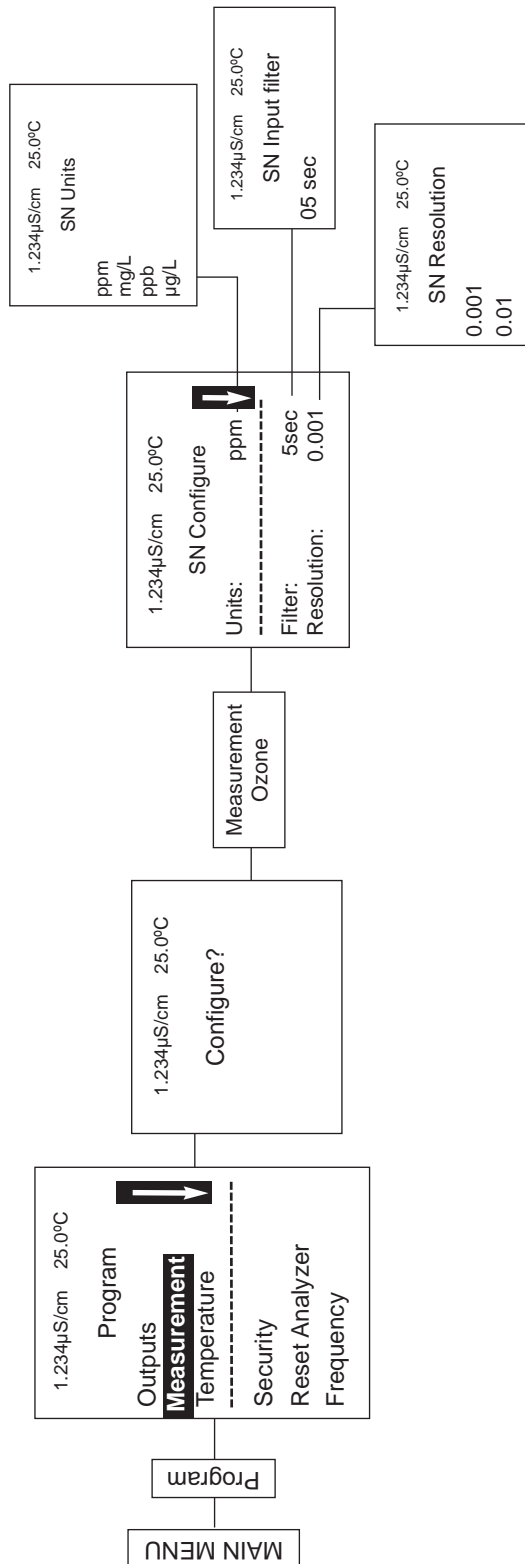 MAIN MENU
Program
1.234µS/cm 25.0ºC
Program
Outputs
Measurement
Temperature
Security
Reset Analyzer
Frequency
1.234µS/cm 25.0ºC
Configure?
Measurement
Ozone
1.234µS/cm 25.0ºC
SN Configure
Units: ppm
Filter: 5sec
Resolution: 0.001
1.234µS/cm 25.0ºC
SN Units
ppm
mg/L
ppb
µg/L
1.234µS/cm 25.0ºC
SN Input filter
05 sec
1.234µS/cm 25.0ºC
SN Resolution
0.001
0.01